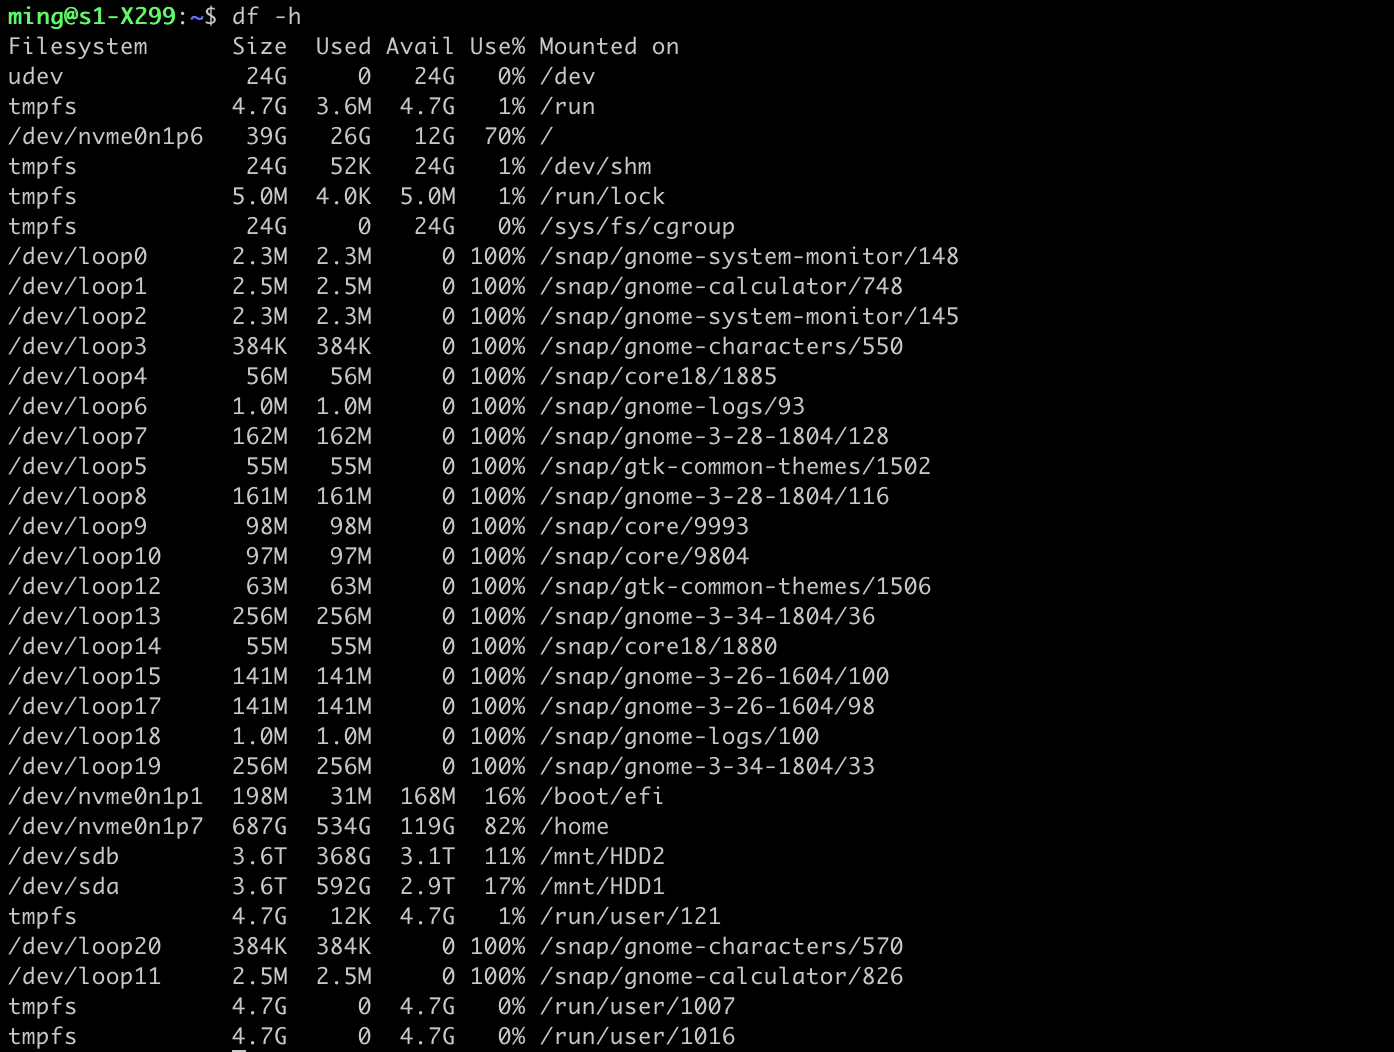 ming@s1-X299:~$ df -h
Filesystem      Size  Used Avail Use% Mounted on
udev             24G     0   24G   0% /dev
tmpfs           4.7G  3.6M  4.7G   1% /run
/dev/nvme0n1p6   39G   26G   12G  70% /
tmpfs            24G   52K   24G   1% /dev/shm
tmpfs           5.0M  4.0K  5.0M   1% /run/lock
tmpfs            24G     0   24G   0% /sys/fs/cgroup
/dev/loop0      2.3M  2.3M     0 100% /snap/gnome-system-monitor/148
/dev/loop1      2.5M  2.5M     0 100% /snap/gnome-calculator/748
/dev/loop2      2.3M  2.3M     0 100% /snap/gnome-system-monitor/145
/dev/loop3      384K  384K     0 100% /snap/gnome-characters/550
/dev/loop4       56M   56M     0 100% /snap/core18/1885
/dev/loop6      1.0M  1.0M     0 100% /snap/gnome-logs/93
/dev/loop7      162M  162M     0 100% /snap/gnome-3-28-1804/128
/dev/loop5       55M   55M     0 100% /snap/gtk-common-themes/1502
/dev/loop8      161M  161M     0 100% /snap/gnome-3-28-1804/116
/dev/loop9       98M   98M     0 100% /snap/core/9993
/dev/loop10      97M   97M     0 100% /snap/core/9804
/dev/loop12      63M   63M     0 100% /snap/gtk-common-themes/1506
/dev/loop13     256M  256M     0 100% /snap/gnome-3-34-1804/36
/dev/loop14      55M   55M     0 100% /snap/core18/1880
/dev/loop15     141M  141M     0 100% /snap/gnome-3-26-1604/100
/dev/loop17     141M  141M     0 100% /snap/gnome-3-26-1604/98
/dev/loop18     1.0M  1.0M     0 100% /snap/gnome-logs/100
/dev/loop19     256M  256M     0 100% /snap/gnome-3-34-1804/33
/dev/nvme0n1p1  198M   31M  168M  16% /boot/efi
/dev/nvme0n1p7  687G  534G  119G  82% /home
/dev/sdb        3.6T  368G  3.1T  11% /mnt/HDD2
/dev/sda        3.6T  592G  2.9T  17% /mnt/HDD1
tmpfs           4.7G   12K  4.7G   1% /run/user/121
/dev/loop20     384K  384K     0 100% /snap/gnome-characters/570
/dev/loop11     2.5M  2.5M     0 100% /snap/gnome-calculator/826
tmpfs           4.7G     0  4.7G   0% /run/user/1007
tmpfs           4.7G     0  4.7G   0% /run/user/1016